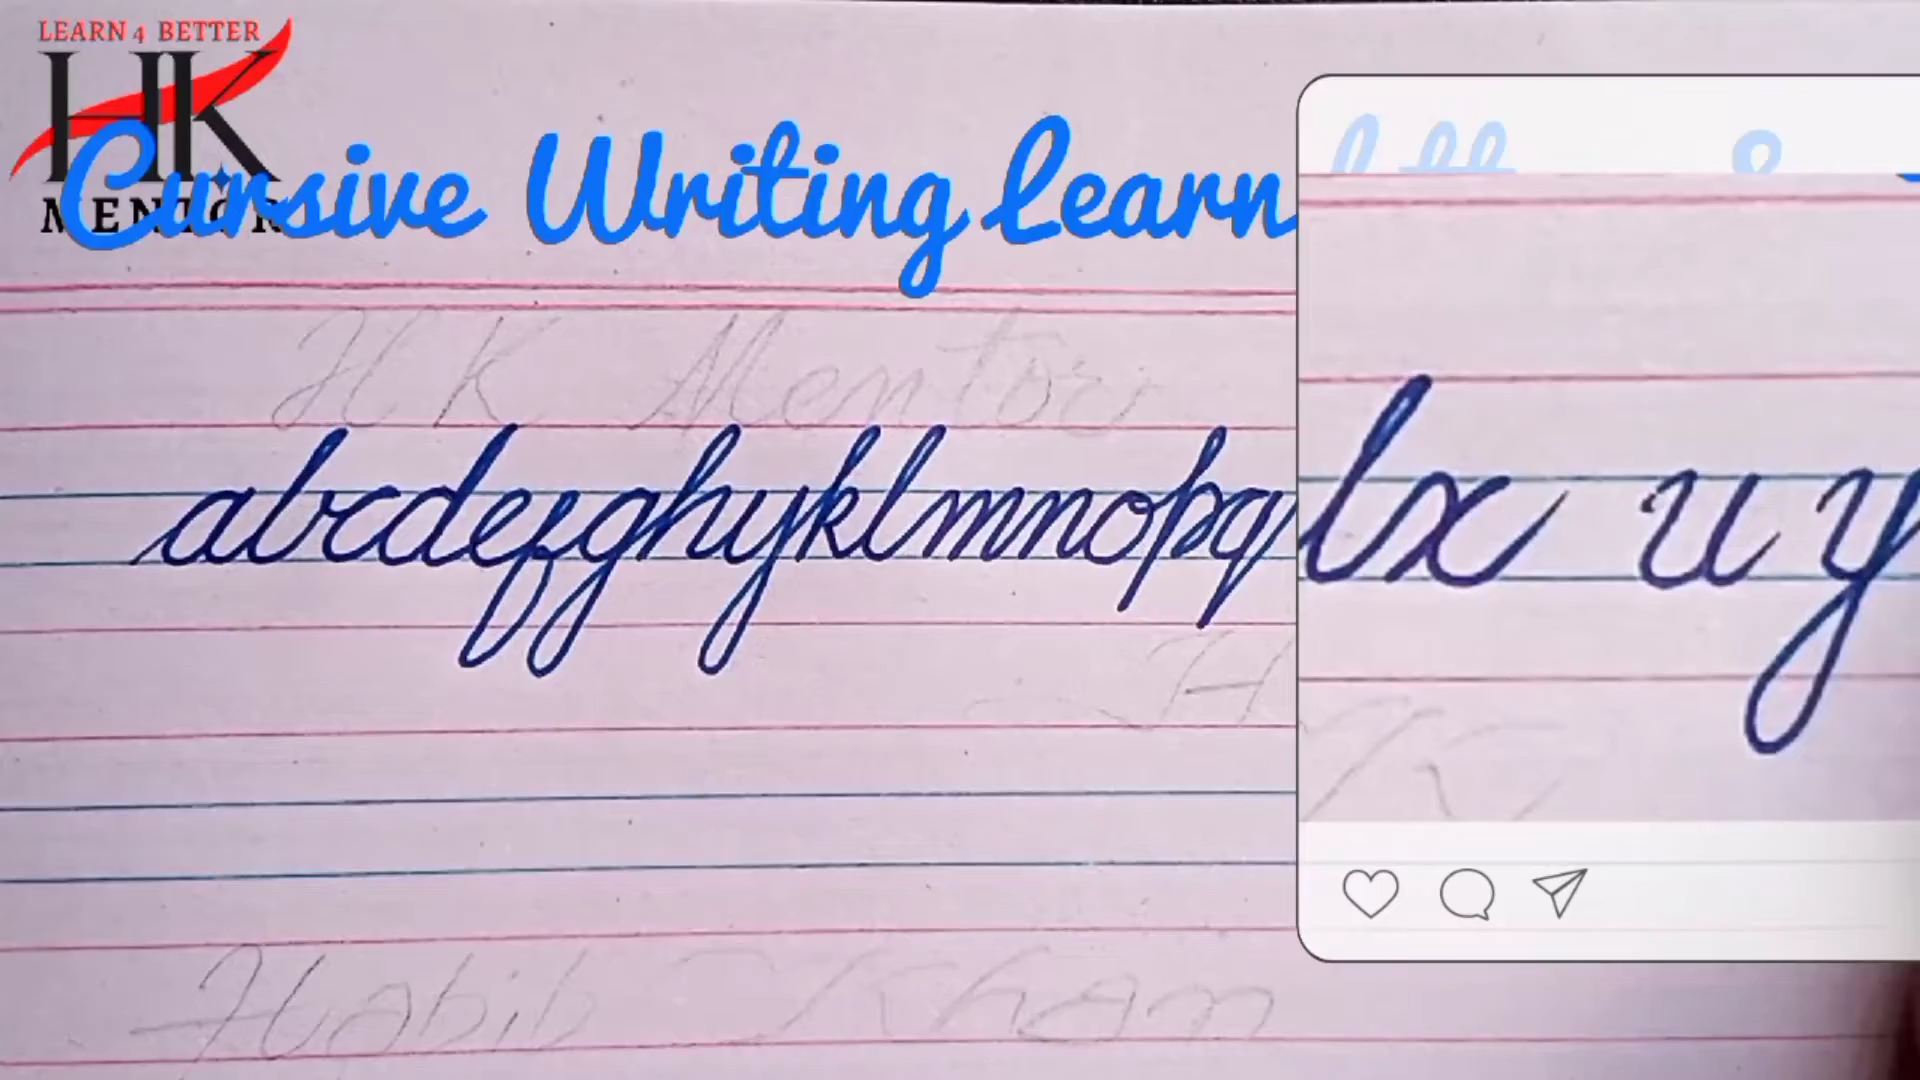 LEARN 4 BETTER
HK
MENTOR
Cursive Writing Learn
HK Mentor
abcdefghijklmnopq
lx u y
H K
Habib Khan